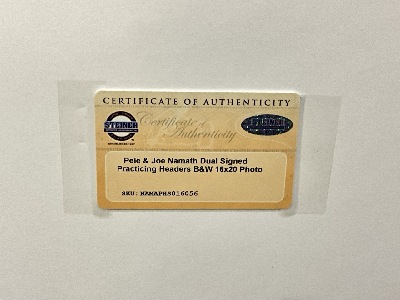 CERTIFICATE OF AUTHENTICITY
STEINER
Certificate of
Authenticity
Pele & Joe Namath Dual Signed
Practicing Headers B&W 16x20 Photo
SKU: NAMAPHS016056